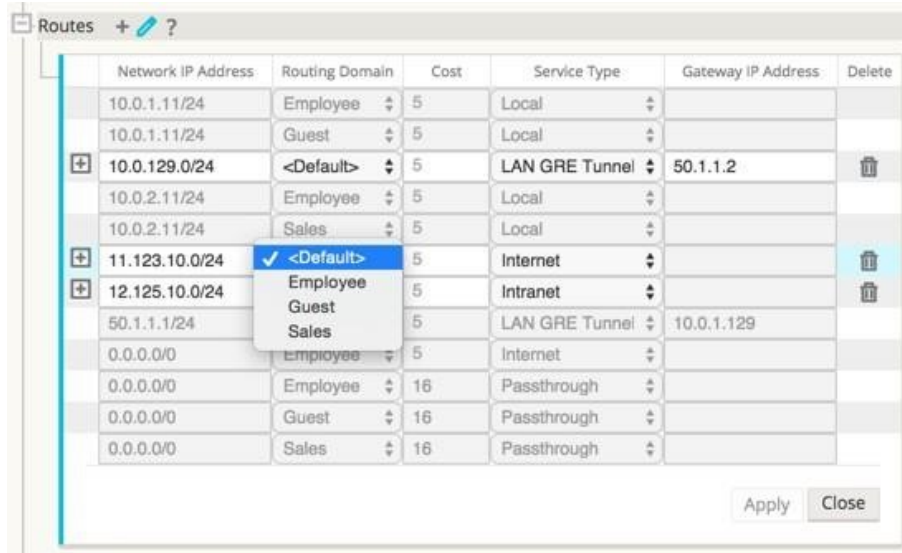 Routes + ?
Network IP Address Routing Domain Cost Service Type Gateway IP Address Delete
10.0.1.11/24 Employee 5 Local
10.0.1.11/24 Guest 5 Local
10.0.129.0/24 <Default> 5 LAN GRE Tunnel 50.1.1.2
10.0.2.11/24 Employee 5 Local
10.0.2.11/24 Sales 5 Local
11.123.10.0/24 <Default> 5 Internet
Employee
12.125.10.0/24 5 Intranet
Guest
50.1.1.1/24 5 LAN GRE Tunnel 10.0.1.129
Sales
0.0.0.0/0 Employee 5 Internet
0.0.0.0/0 Employee 16 Passthrough
0.0.0.0/0 Guest 16 Passthrough
0.0.0.0/0 Sales 16 Passthrough
Apply Close